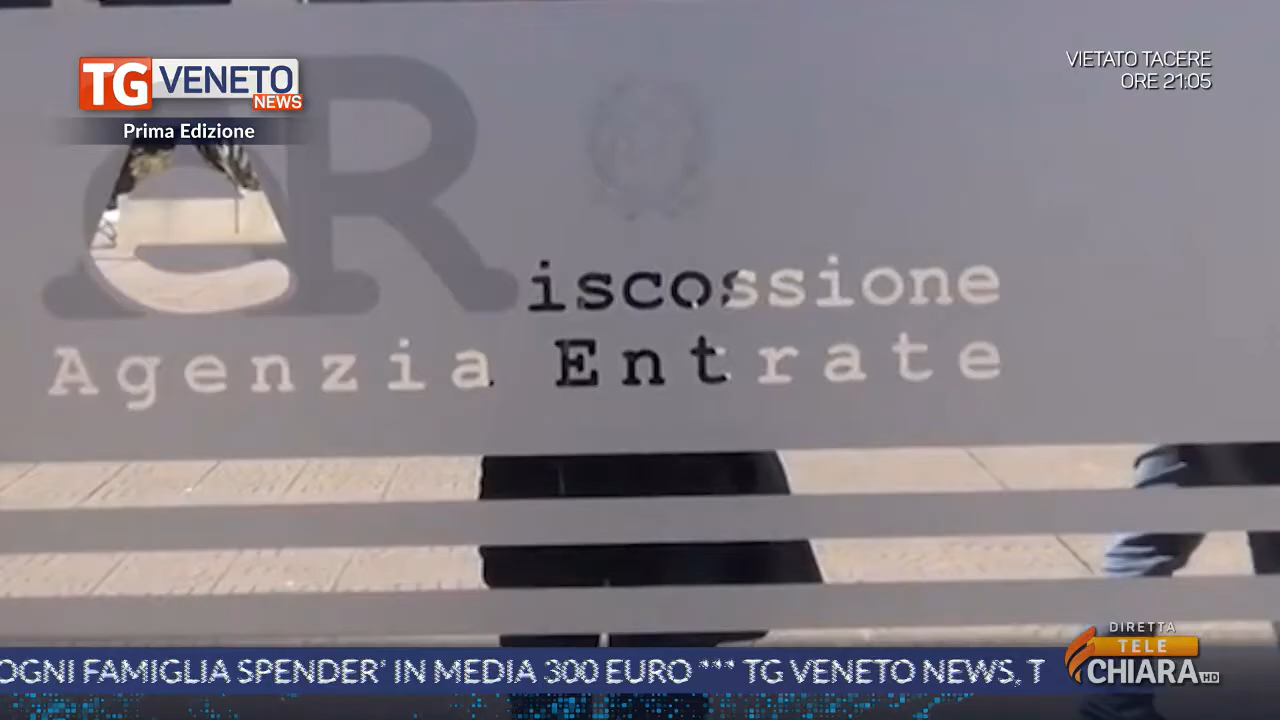 TG VENETO
NEWS
Prima Edizione
VIETATO TACERE
ORE 21:05
eR
iscossione
Agenzia Entrate
DIRETTA
TELE
CHIARA HD
OGNI FAMIGLIA SPENDER' IN MEDIA 300 EURO *** TG VENETO NEWS, T